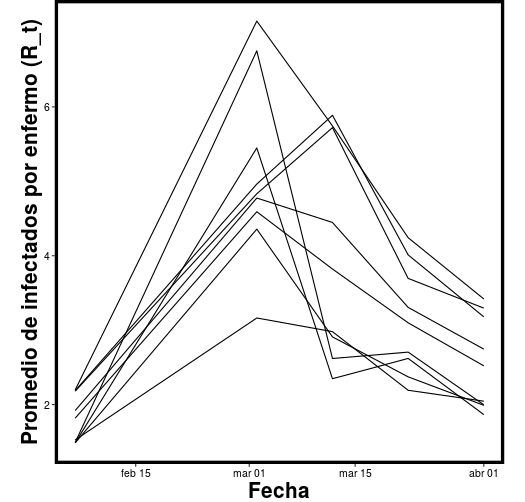 Promedio de infectados por enfermo (R_t)
6
4
2
feb 15
mar 01
mar 15
abr 01
Fecha